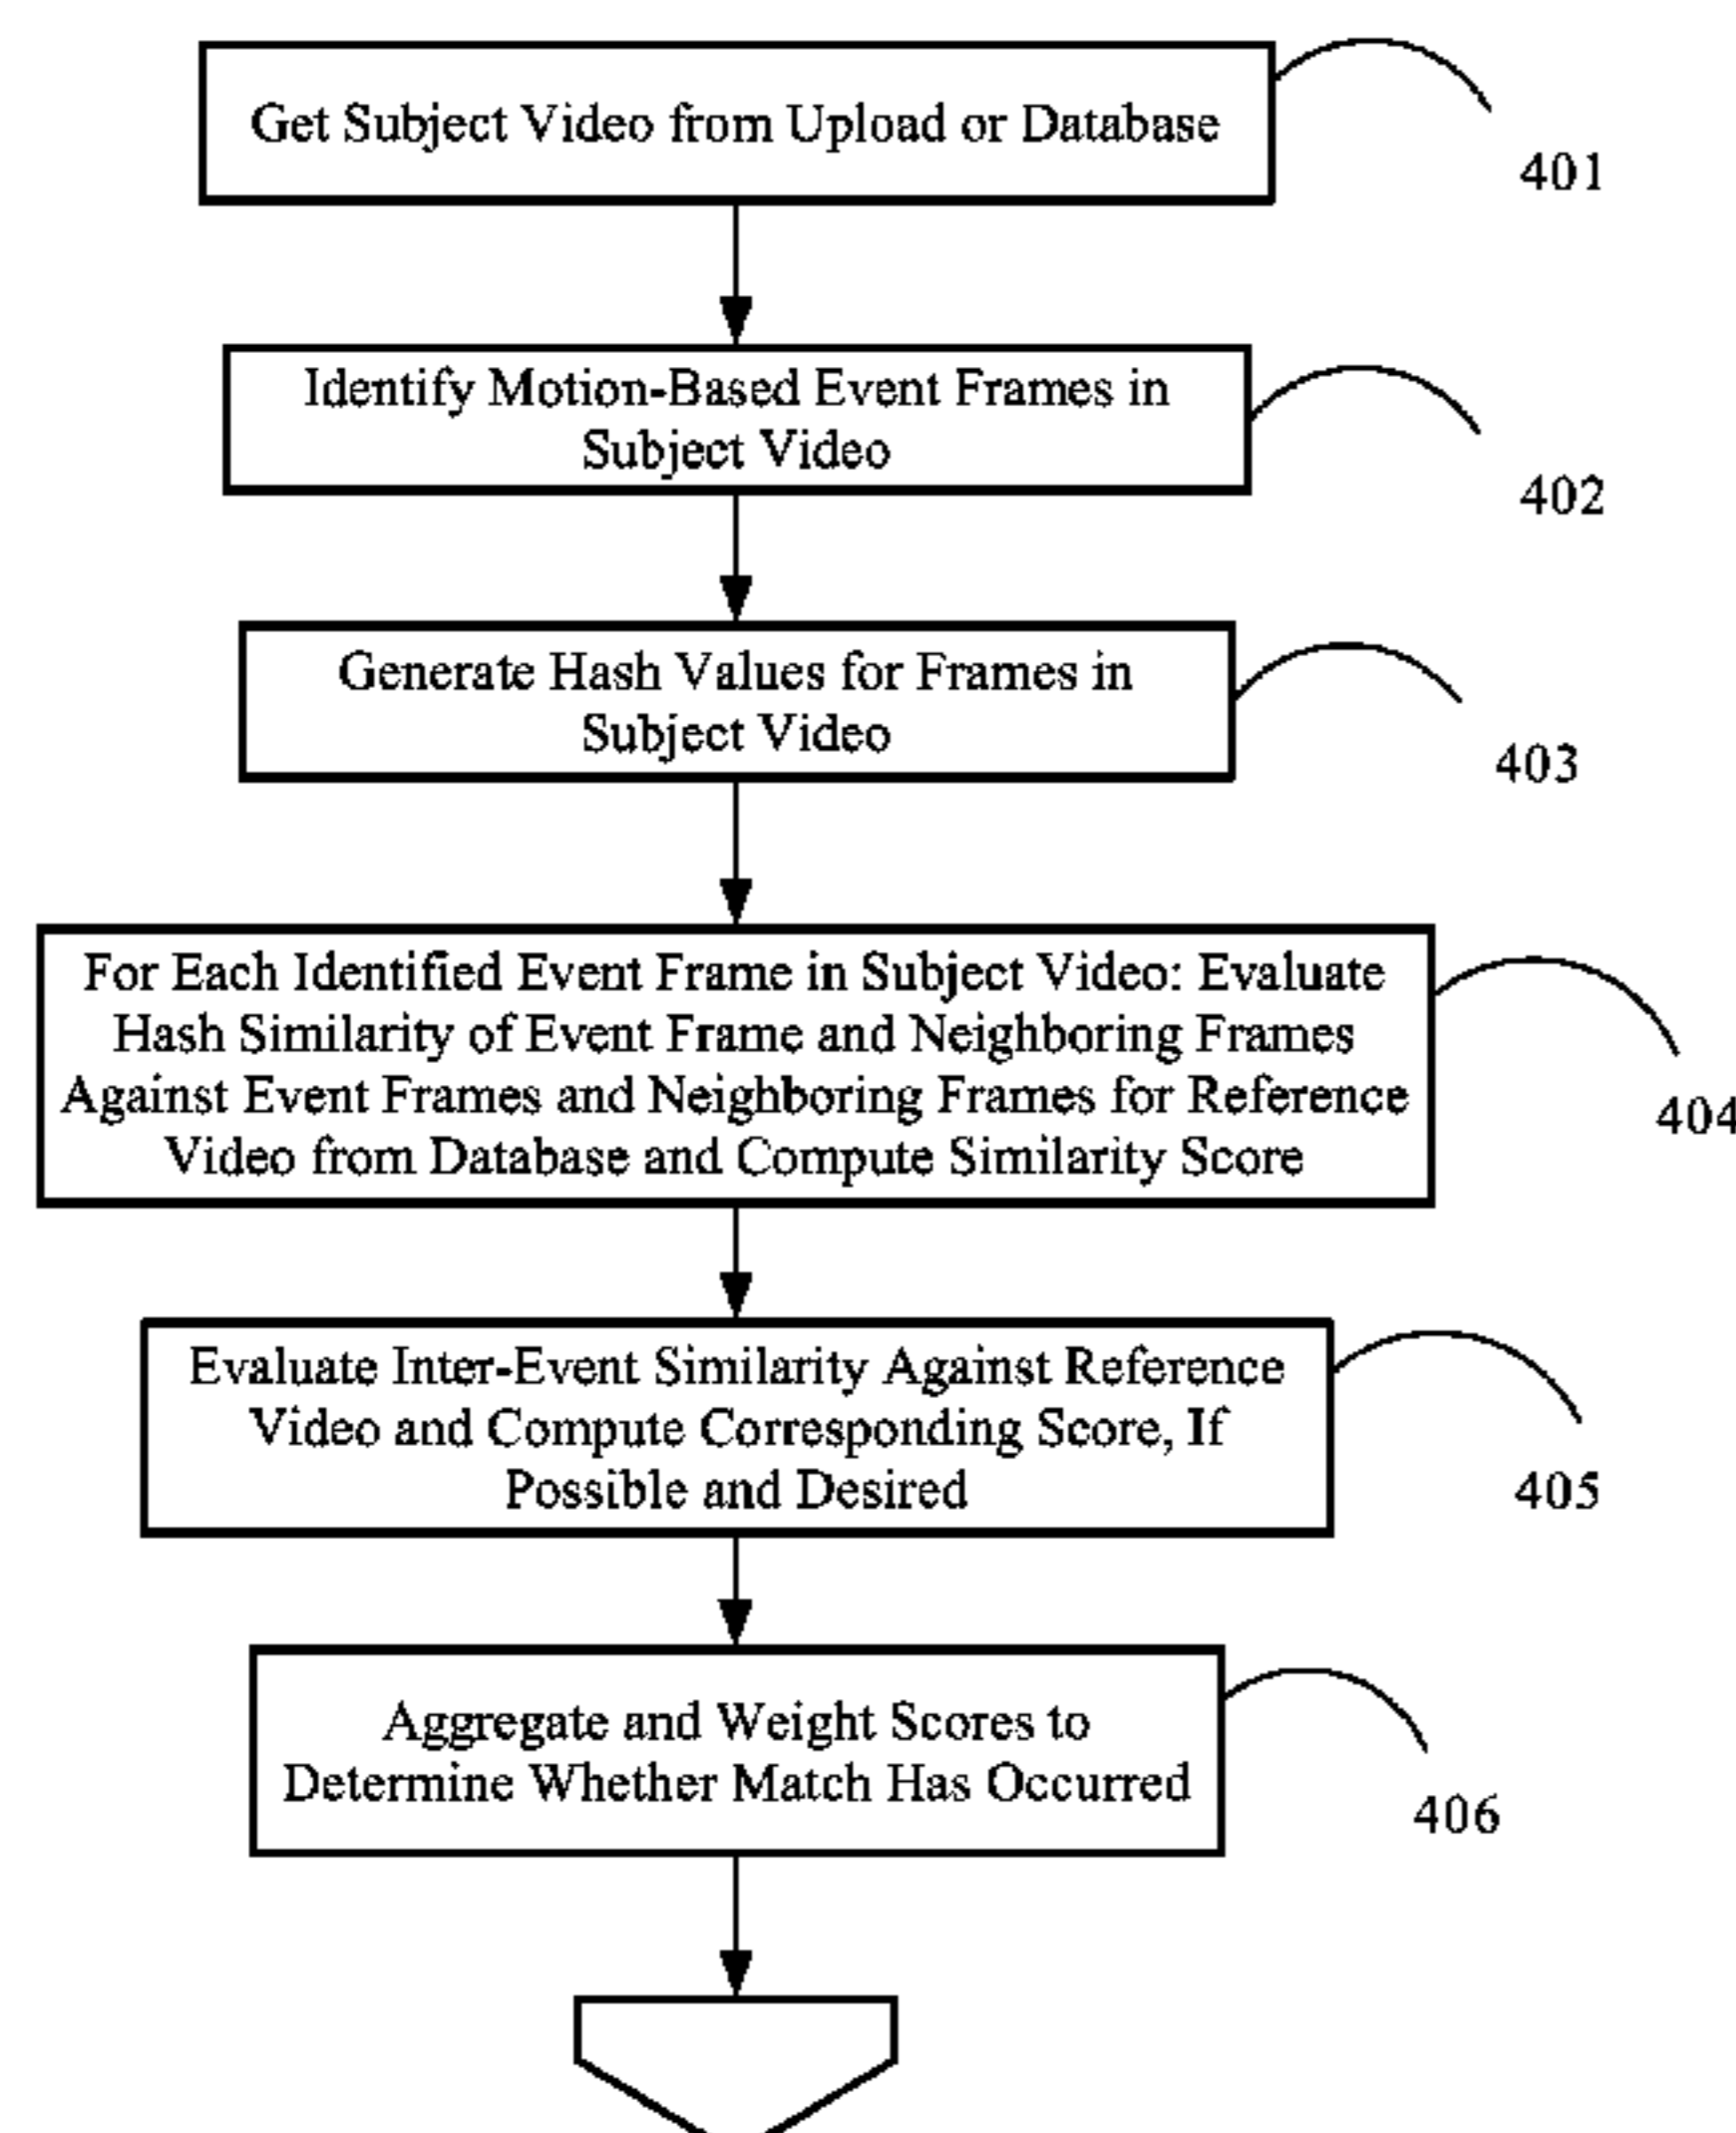 Get Subject Video from Upload or Database
401
Identify Motion-Based Event Frames in
Subject Video
402
Generate Hash Values for Frames in
Subject Video
403
For Each Identified Event Frame in Subject Video: Evaluate
Hash Similarity of Event Frame and Neighboring Frames
Against Event Frames and Neighboring Frames for Reference
Video from Database and Compute Similarity Score
404
Evaluate Inter-Event Similarity Against Reference
Video and Compute Corresponding Score, If
Possible and Desired
405
Aggregate and Weight Scores to
Determine Whether Match Has Occurred
406